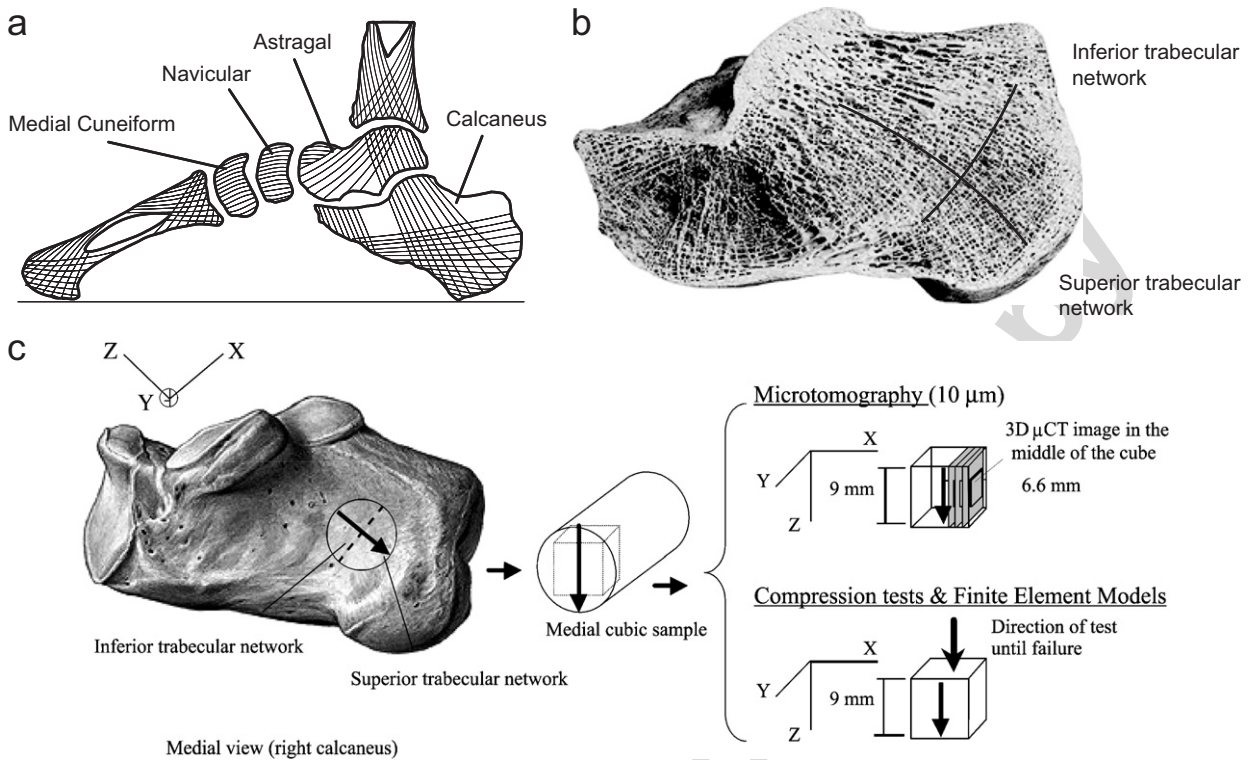 a
Astragal
Navicular
Medial Cuneiform
Calcaneus
b
Inferior trabecular
network
Superior trabecular
network
c
Z
X
Y
Inferior trabecular network
Superior trabecular network
Medial view (right calcaneus)
Medial cubic sample
Microtomography (10 μm)
X
Y
Z
9 mm
3D μCT image in the
middle of the cube
6.6 mm
Compression tests & Finite Element Models
Direction of test
until failure
X
Y
Z
9 mm